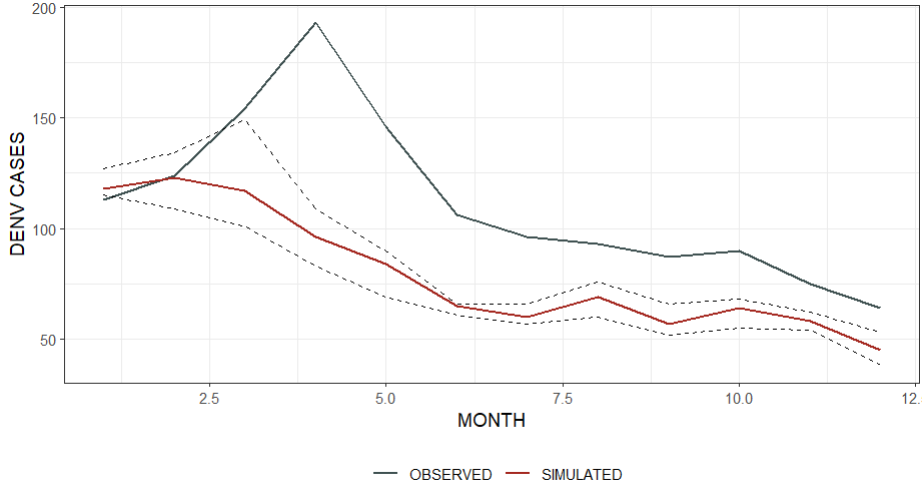 200
150
100
50
DENV CASES
2.5 5.0 7.5 10.0 12.
MONTH
OBSERVED SIMULATED